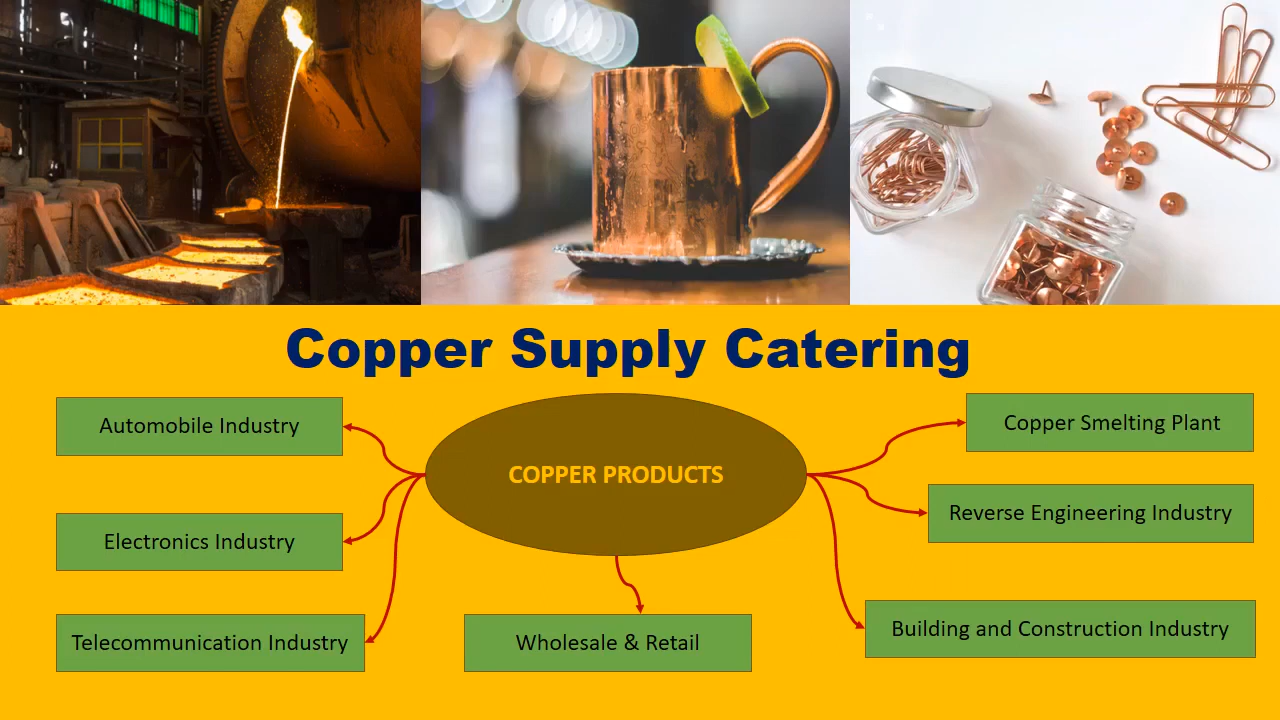 Copper Supply Catering
Automobile Industry
Electronics Industry
Telecommunication Industry
COPPER PRODUCTS
Wholesale & Retail
Copper Smelting Plant
Reverse Engineering Industry
Building and Construction Industry